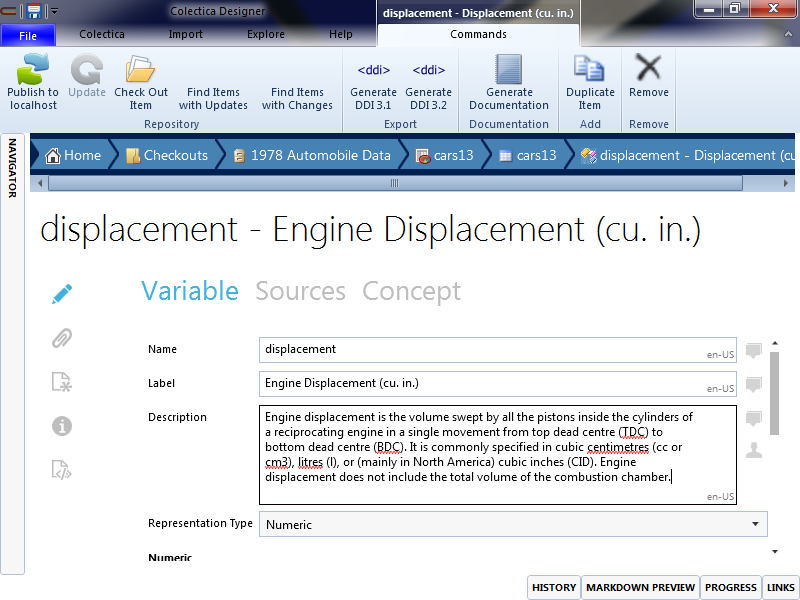 Colectica Designer
displacement - Displacement (cu. in.)
File Colectica Import Explore Help Commands
Publish to localhost
Update
Check Out Item
Find Items with Updates
Find Items with Changes
Repository
<ddi>
Generate DDI 3.1
<ddi>
Generate DDI 3.2
Export
Generate Documentation
Documentation
Duplicate Item
Add
Remove
Remove
NAVIGATOR
Home Checkouts 1978 Automobile Data cars13 cars13 displacement - Displacement (cu
displacement - Engine Displacement (cu. in.)
Variable Sources Concept
Name displacement en-US
Label Engine Displacement (cu. in.) en-US
Description
Engine displacement is the volume swept by all the pistons inside the cylinders of
a reciprocating engine in a single movement from top dead centre (TDC) to
bottom dead centre (BDC). It is commonly specified in cubic centimetres (cc or
cm3), litres (l), or (mainly in North America) cubic inches (CID). Engine
displacement does not include the total volume of the combustion chamber.
en-US
Representation Type Numeric
Numeric
HISTORY MARKDOWN PREVIEW PROGRESS LINKS